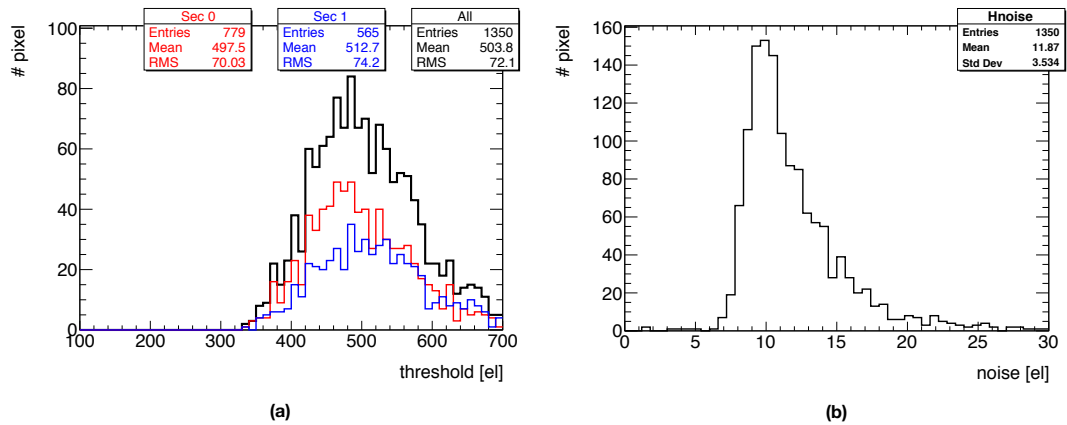 Sec 0
Entries 779
Mean 497.5
RMS 70.03
Sec 1
Entries 565
Mean 512.7
RMS 74.2
All
Entries 1350
Mean 503.8
RMS 72.1
# pixel
100
80
60
40
20
0
100 200 300 400 500 600 700
threshold [el]
(a)
Hnoise
Entries 1350
Mean 11.87
Std Dev 3.534
# pixel
160
140
120
100
80
60
40
20
0
0 5 10 15 20 25 30
noise [el]
(b)